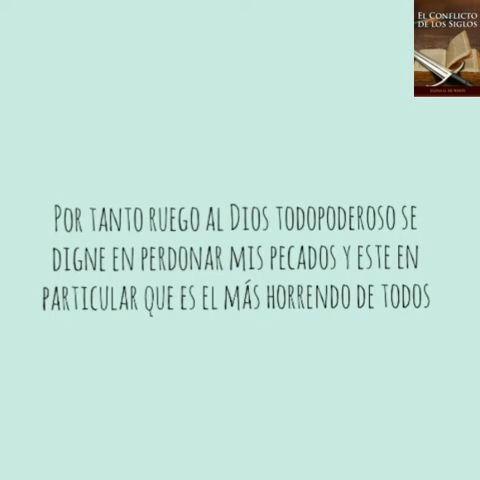 El Conflicto
de los Siglos
Por tanto ruego al Dios todopoderoso se
digne en perdonar mis pecados y este en
particular que es el más horrendo de todos